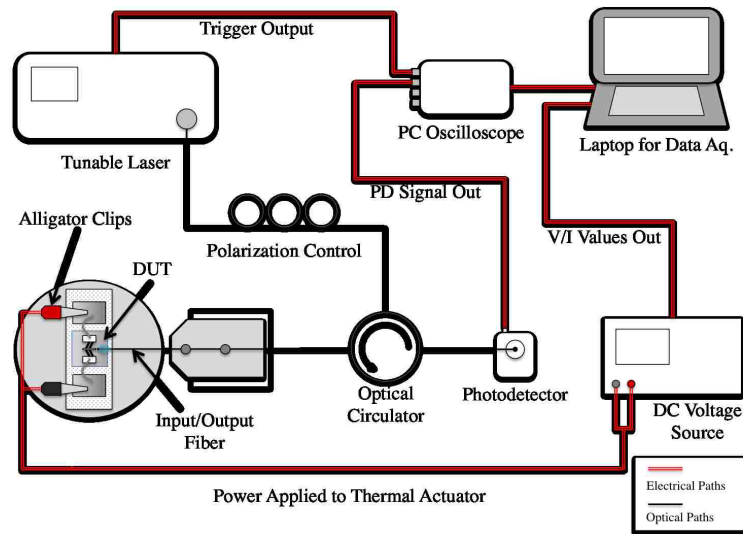 Trigger Output
PC Oscilloscope
Laptop for Data Aq.
Tunable Laser
PD Signal Out
Alligator Clips
Polarization Control
V/I Values Out
DUT
Optical
Circulator
Photodetector
Input/Output
Fiber
DC Voltage
Source
Power Applied to Thermal Actuator
Electrical Paths
Optical Paths